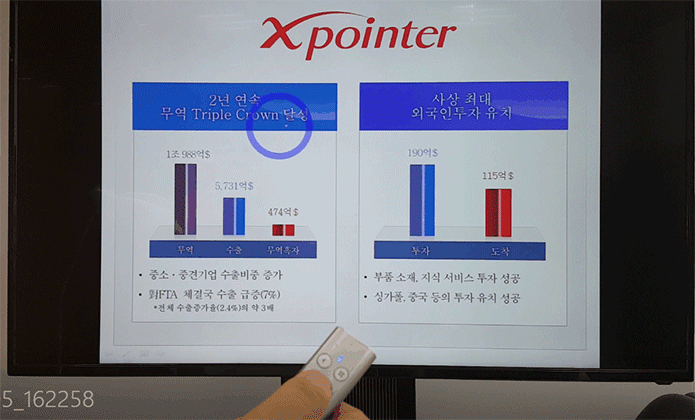 Xpointer
2년 연속
무역 Triple Crown 달성
1조 988억$
5,731억$
474억$
무역
수출
무역흑자
• 중소 · 중견기업 수출비중 증가
• 對FTA 체결국 수출 급증(7%)
*전체 수출증가율(2.4%)의 약 3배
사상 최대
외국인투자 유치
190억$
115억$
투자
도착
• 부품 소재, 지식 서비스 투자 성공
• 싱가폴, 중국 등의 투자 유치 성공
5_162258